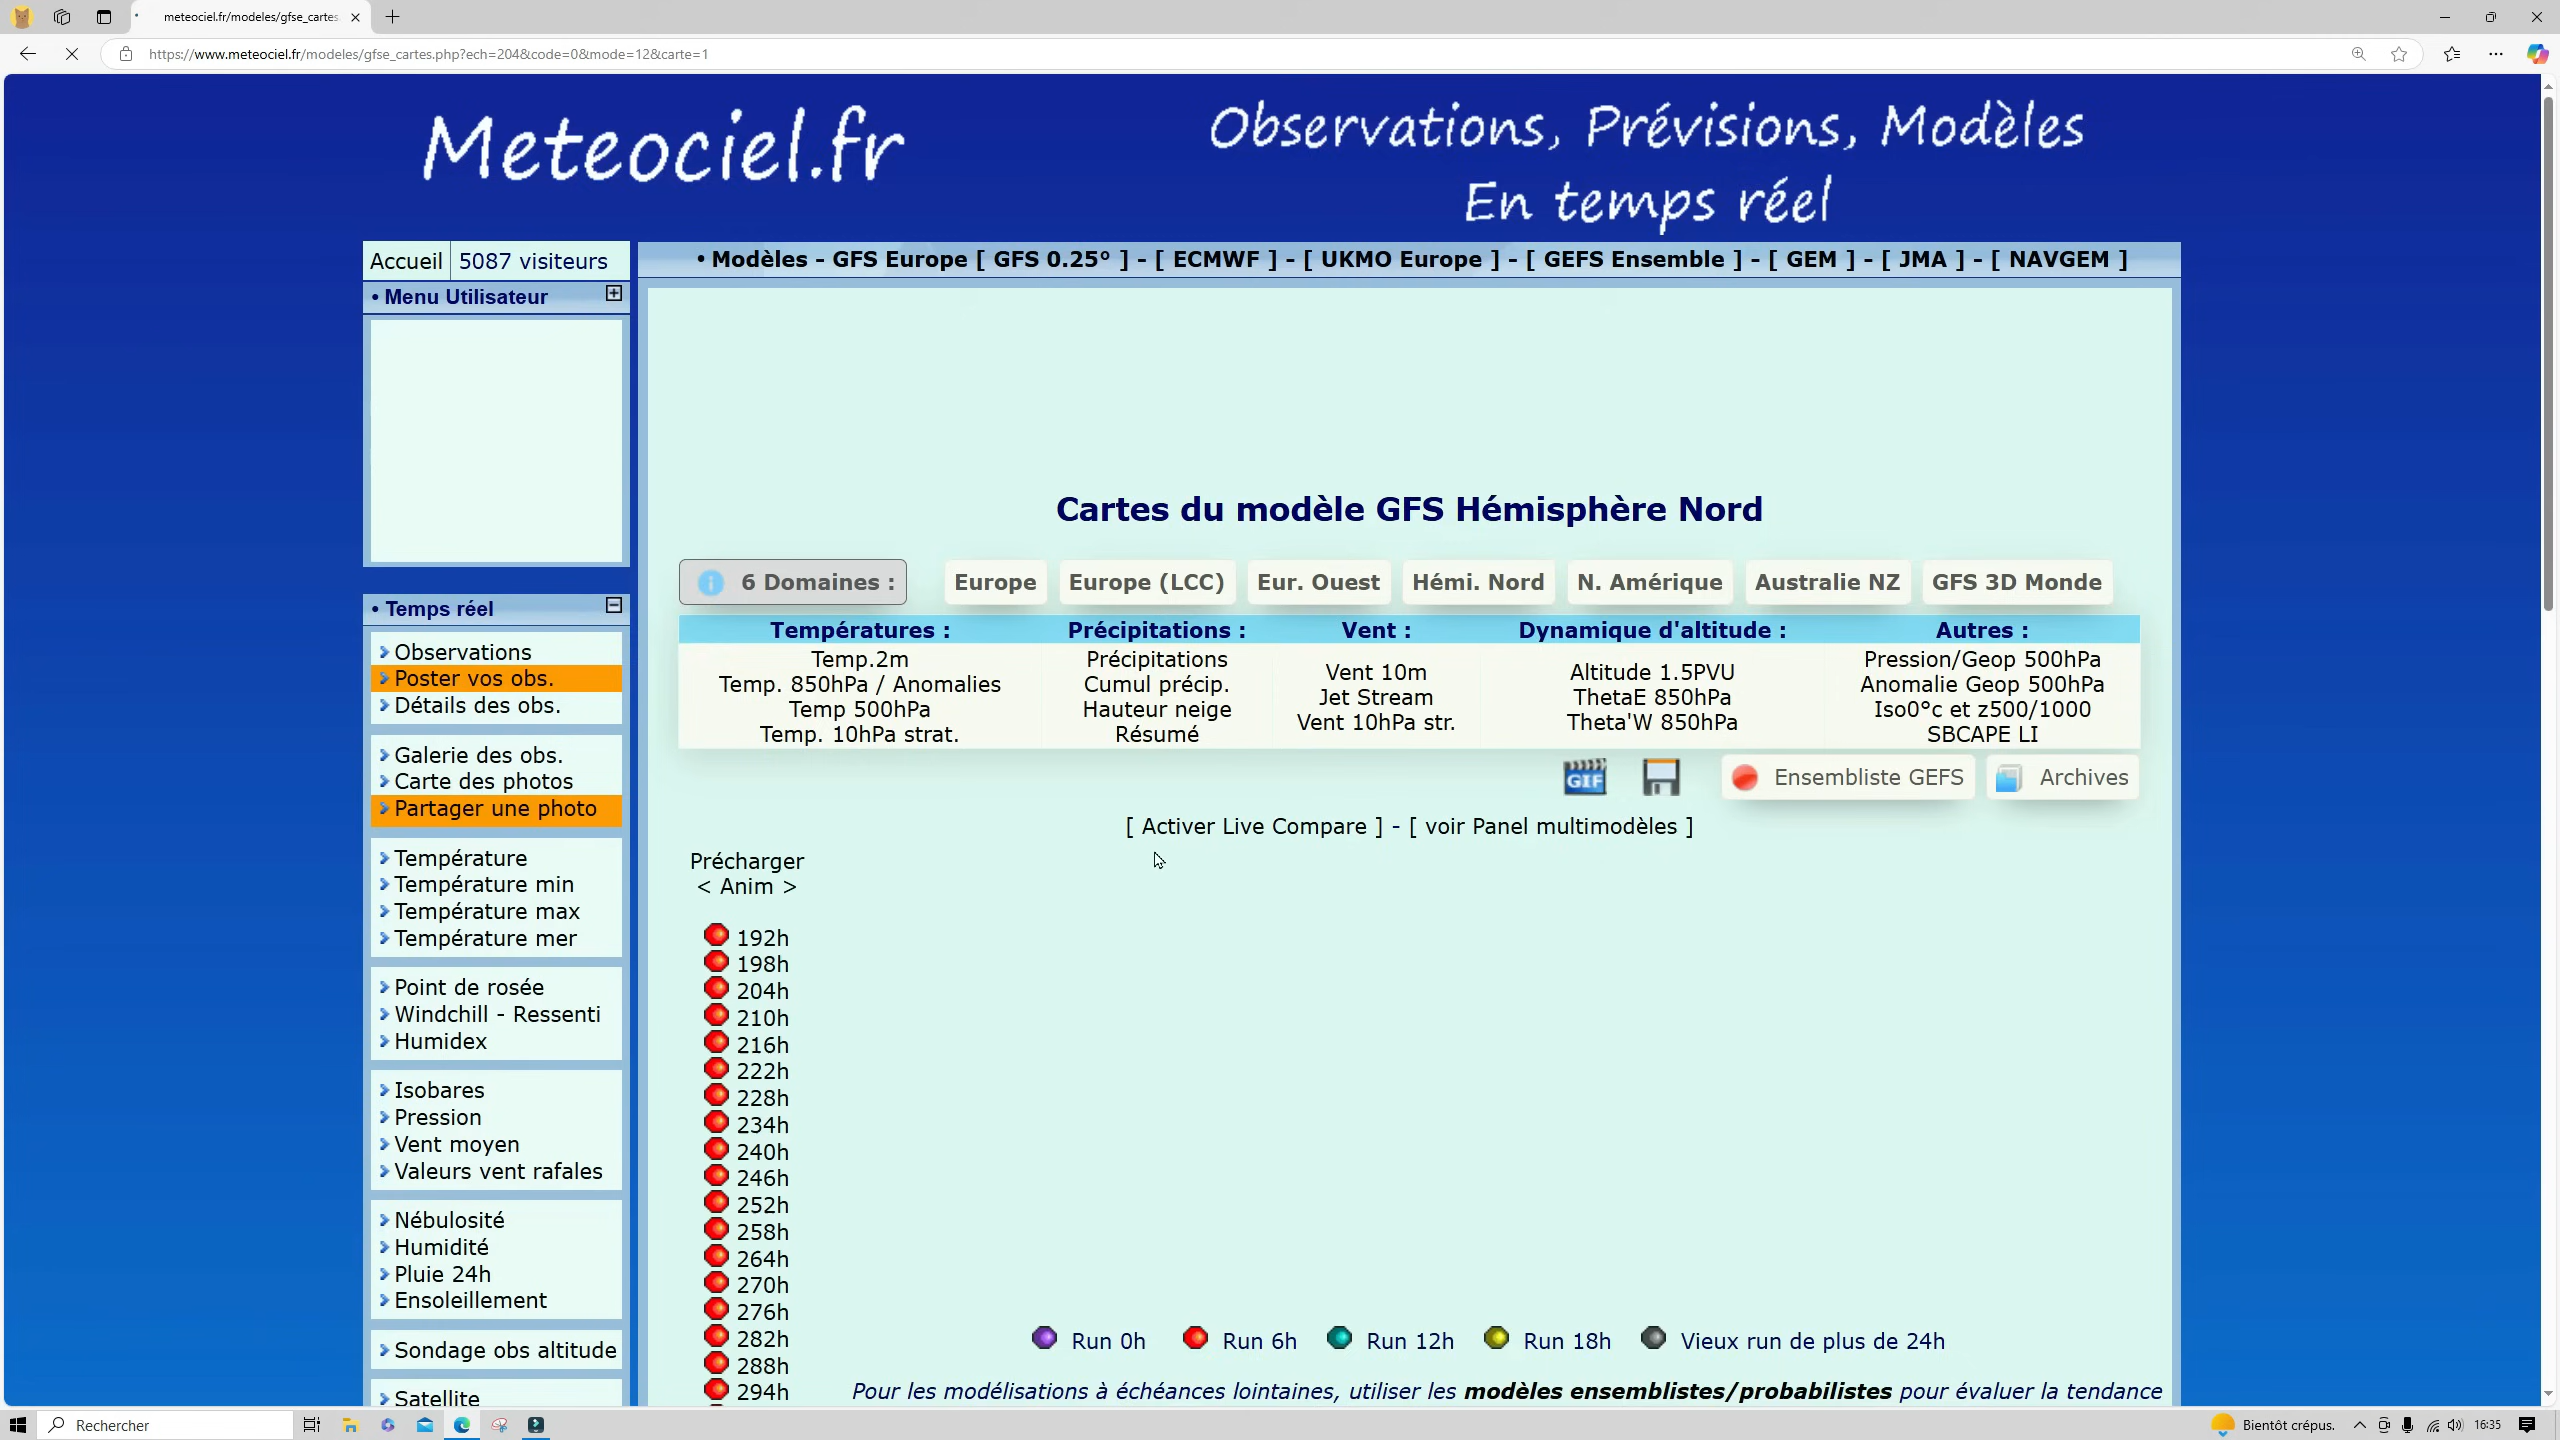 meteociel.fr/modeles/gfse_cartes.
https://www.meteociel.fr/modeles/gfse_cartes.php?ech=204&code=0&mode=12&carte=1
Meteociel.fr
Observations, Prévisions, Modèles
En temps réel
Accueil 5087 visiteurs
• Menu Utilisateur
• Modèles - GFS Europe [ GFS 0.25° ] - [ ECMWF ] - [ UKMO Europe ] - [ GEFS Ensemble ] - [ GEM ] - [ JMA ] - [ NAVGEM ]
• Temps réel
Observations
Poster vos obs.
Détails des obs.
Galerie des obs.
Carte des photos
Partager une photo
Température
Température min
Température max
Température mer
Point de rosée
Windchill - Ressenti
Humidex
Isobares
Pression
Vent moyen
Valeurs vent rafales
Nébulosité
Humidité
Pluie 24h
Ensoleillement
Sondage obs altitude
Satellite
Cartes du modèle GFS Hémisphère Nord
6 Domaines : Europe Europe (LCC) Eur. Ouest Hémi. Nord N. Amérique Australie NZ GFS 3D Monde
Températures :
Temp.2m
Temp. 850hPa / Anomalies
Temp 500hPa
Temp. 10hPa strat.
Précipitations :
Précipitations
Cumul précip.
Hauteur neige
Résumé
Vent :
Vent 10m
Jet Stream
Vent 10hPa str.
Dynamique d'altitude :
Altitude 1.5PVU
ThetaE 850hPa
Theta'W 850hPa
Autres :
Pression/Geop 500hPa
Anomalie Geop 500hPa
Iso0°c et z500/1000
SBCAPE LI
GIF Ensembliste GEFS Archives
[ Activer Live Compare ] - [ voir Panel multimodèles ]
Précharger
< Anim >
192h
198h
204h
210h
216h
222h
228h
234h
240h
246h
252h
258h
264h
270h
276h
282h
288h
294h
Run 0h Run 6h Run 12h Run 18h Vieux run de plus de 24h
Pour les modélisations à échéances lointaines, utiliser les modèles ensemblistes/probabilistes pour évaluer la tendance
Rechercher
Bientôt crépus.
16:35